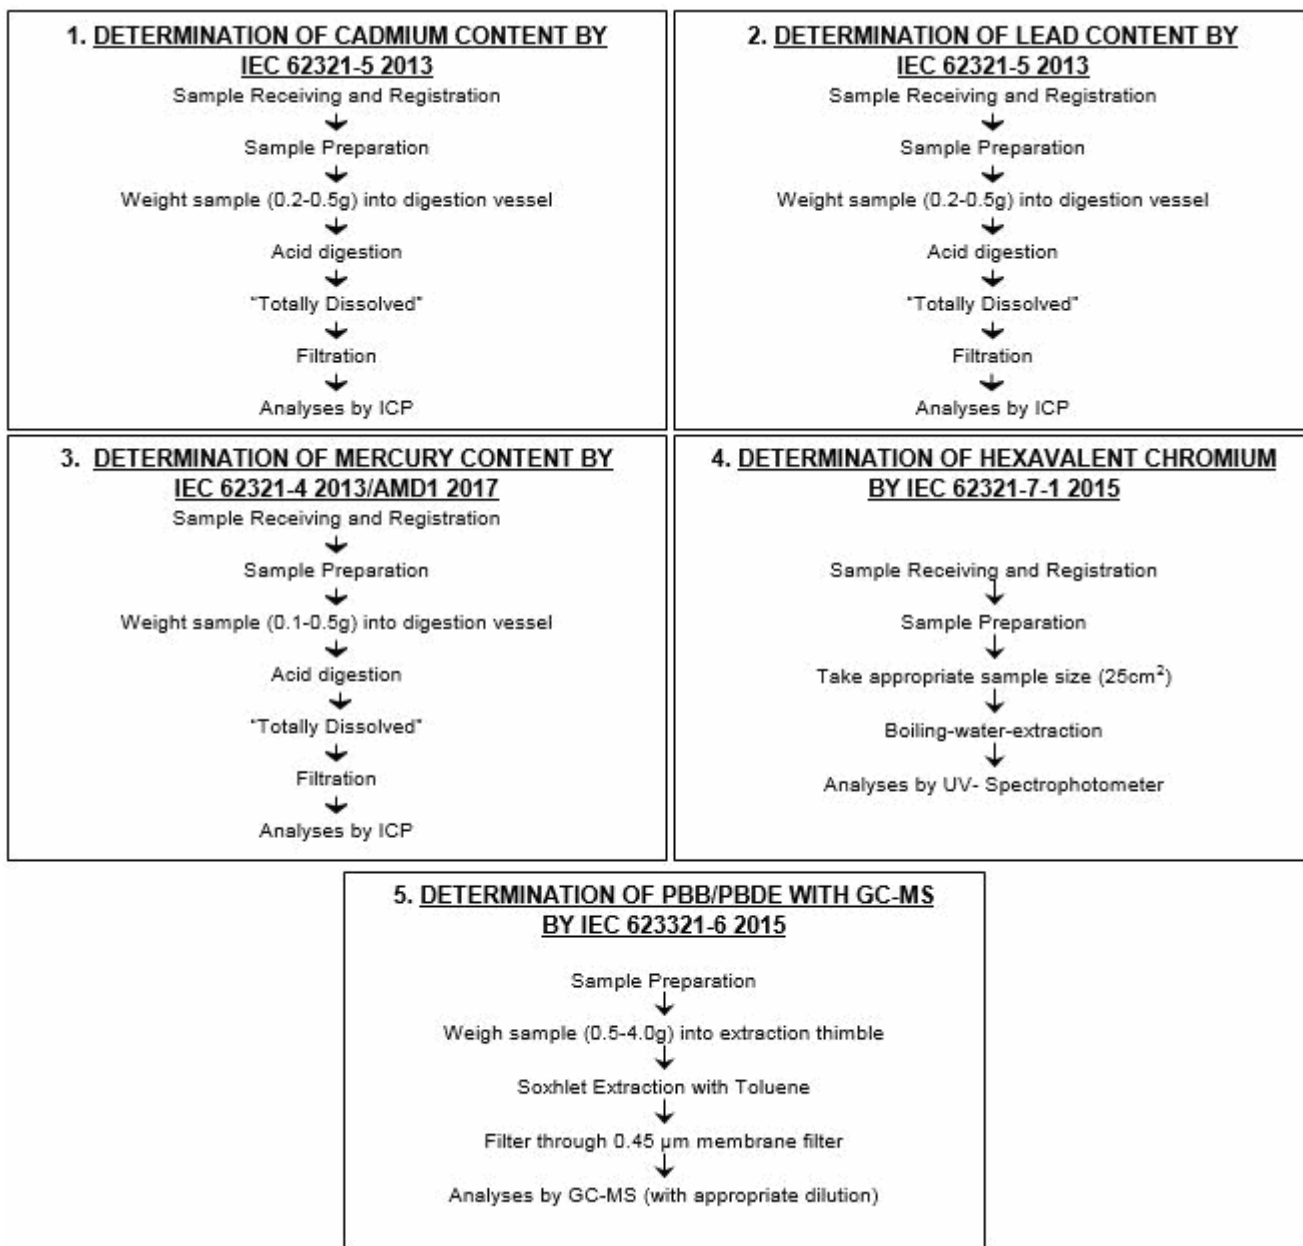 1. DETERMINATION OF CADMIUM CONTENT BY
IEC 62321-5 2013
Sample Receiving and Registration
Sample Preparation
Weight sample (0.2-0.5g) into digestion vessel
Acid digestion
"Totally Dissolved"
Filtration
Analyses by ICP
2. DETERMINATION OF LEAD CONTENT BY
IEC 62321-5 2013
Sample Receiving and Registration
Sample Preparation
Weight sample (0.2-0.5g) into digestion vessel
Acid digestion
"Totally Dissolved"
Filtration
Analyses by ICP
3. DETERMINATION OF MERCURY CONTENT BY
IEC 62321-4 2013/AMD1 2017
Sample Receiving and Registration
Sample Preparation
Weight sample (0.1-0.5g) into digestion vessel
Acid digestion
"Totally Dissolved"
Filtration
Analyses by ICP
4. DETERMINATION OF HEXAVALENT CHROMIUM
BY IEC 62321-7-1 2015
Sample Receiving and Registration
Sample Preparation
Take appropriate sample size (25cm²)
Boiling-water-extraction
Analyses by UV- Spectrophotometer
5. DETERMINATION OF PBB/PBDE WITH GC-MS
BY IEC 623321-6 2015
Sample Preparation
Weigh sample (0.5-4.0g) into extraction thimble
Soxhlet Extraction with Toluene
Filter through 0.45 µm membrane filter
Analyses by GC-MS (with appropriate dilution)